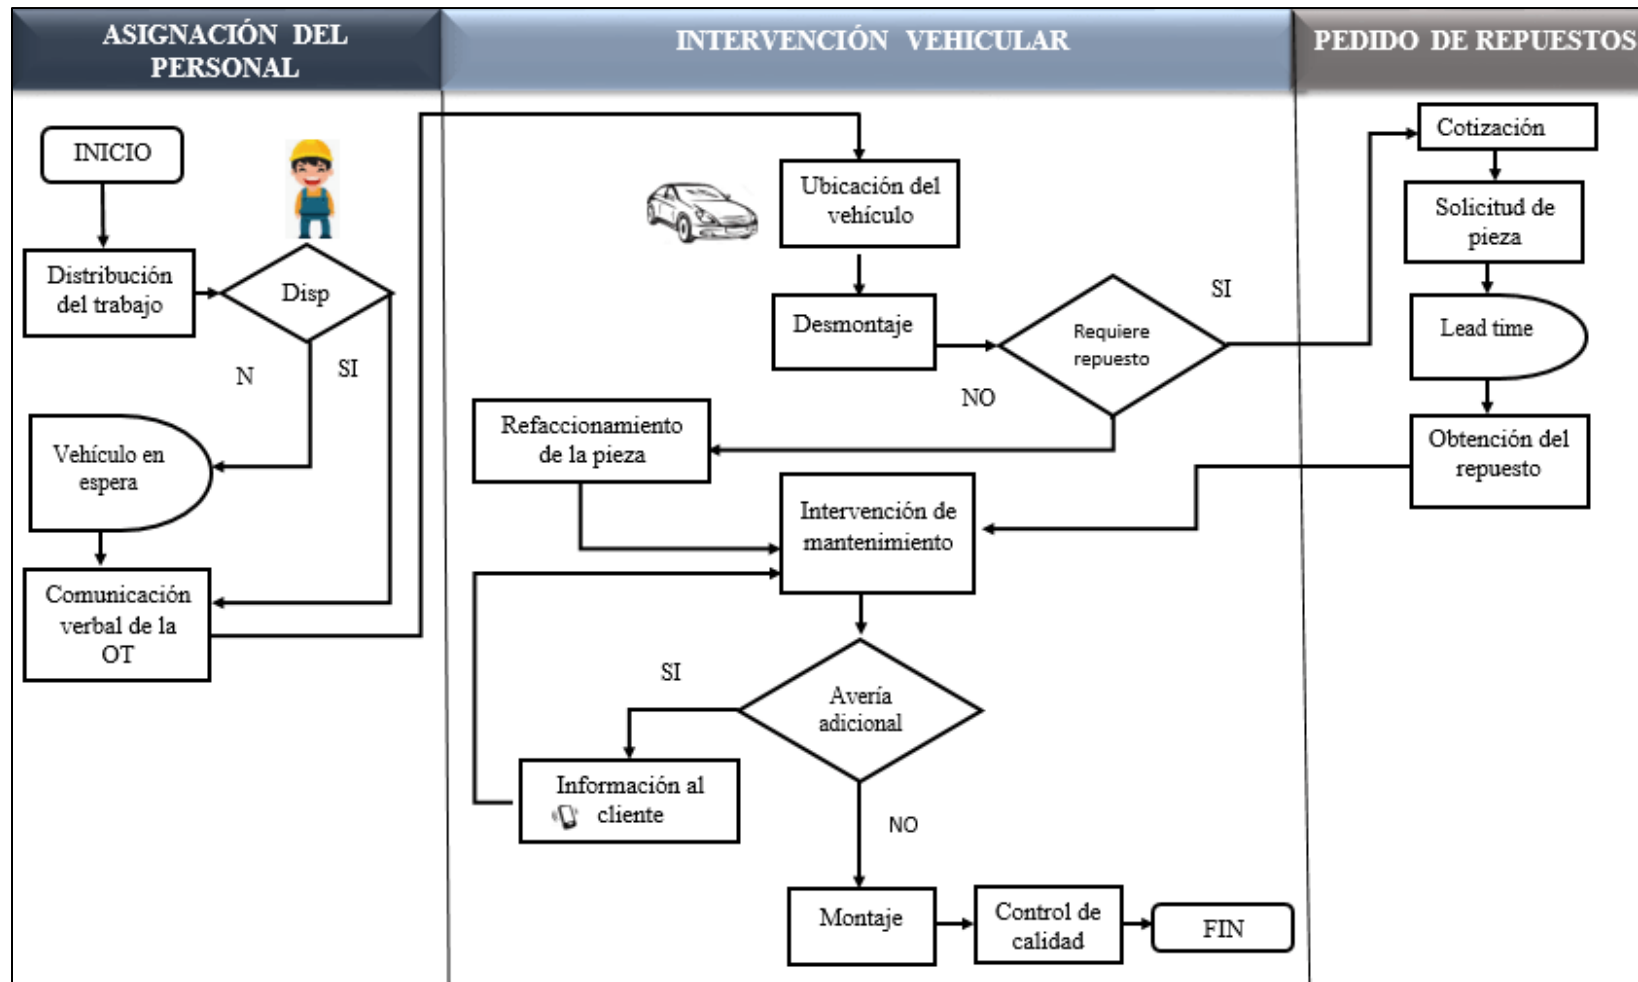 ASIGNACIÓN DEL
PERSONAL
INTERVENCIÓN VEHICULAR
PEDIDO DE REPUESTOS
INICIO
Distribución
del trabajo
Disp
N
SI
Vehículo en
espera
Comunicación
verbal de la
OT
Ubicación del
vehículo
Desmontaje
Requiere
repuesto
SI
NO
Refaccionamiento
de la pieza
Intervención de
mantenimiento
Avería
adicional
SI
Información al
cliente
NO
Montaje
Control de
calidad
FIN
Cotización
Solicitud de
pieza
Lead time
Obtención del
repuesto